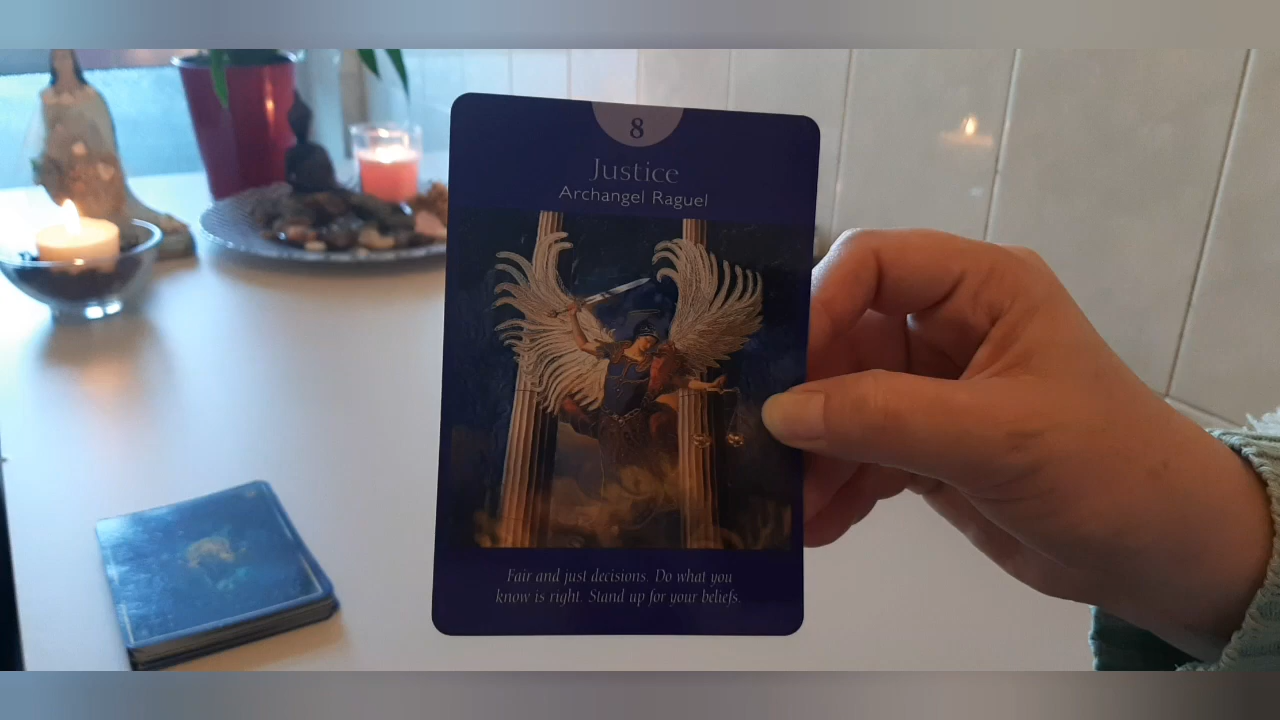 8
Justice
Archangel Raguel
Fair and just decisions. Do what you
know is right. Stand up for your beliefs.